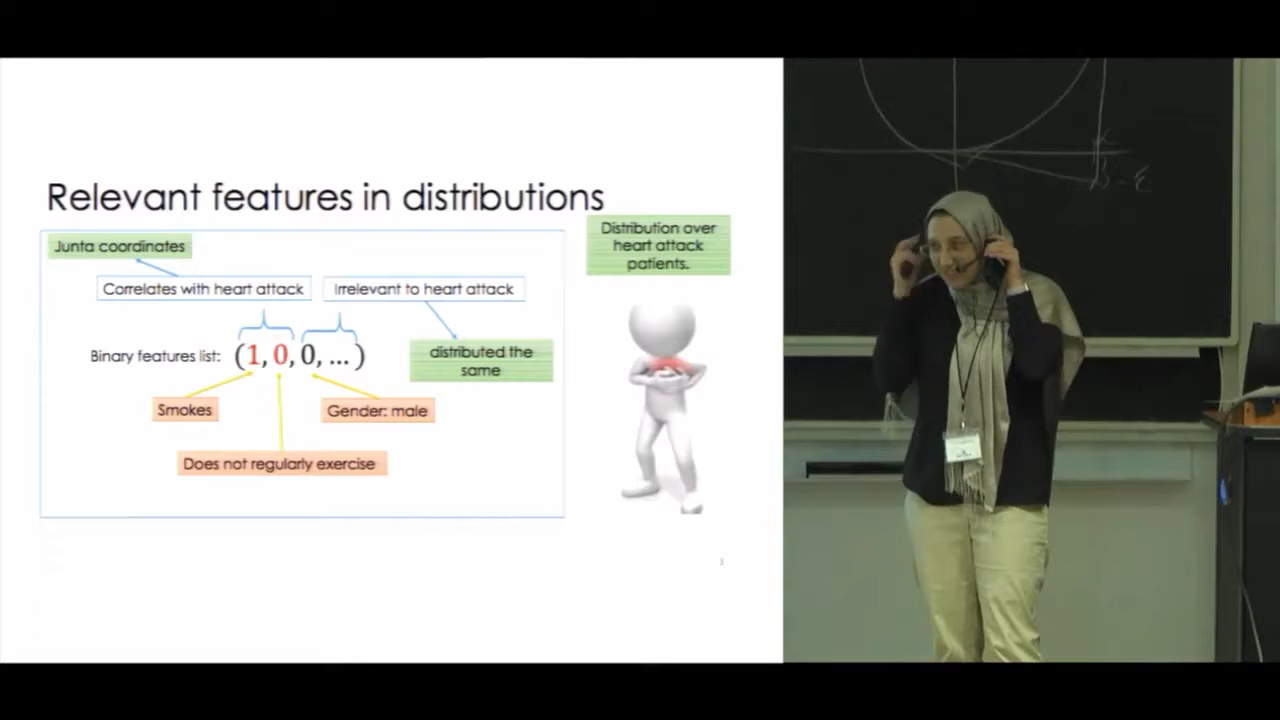 Relevant features in distributions
Junta coordinates
Distribution over
heart attack
patients.
Correlates with heart attack
Irrelevant to heart attack
Binary features list: (1, 0, 0, ... )
distributed the
same
Smokes
Gender: male
Does not regularly exercise
3